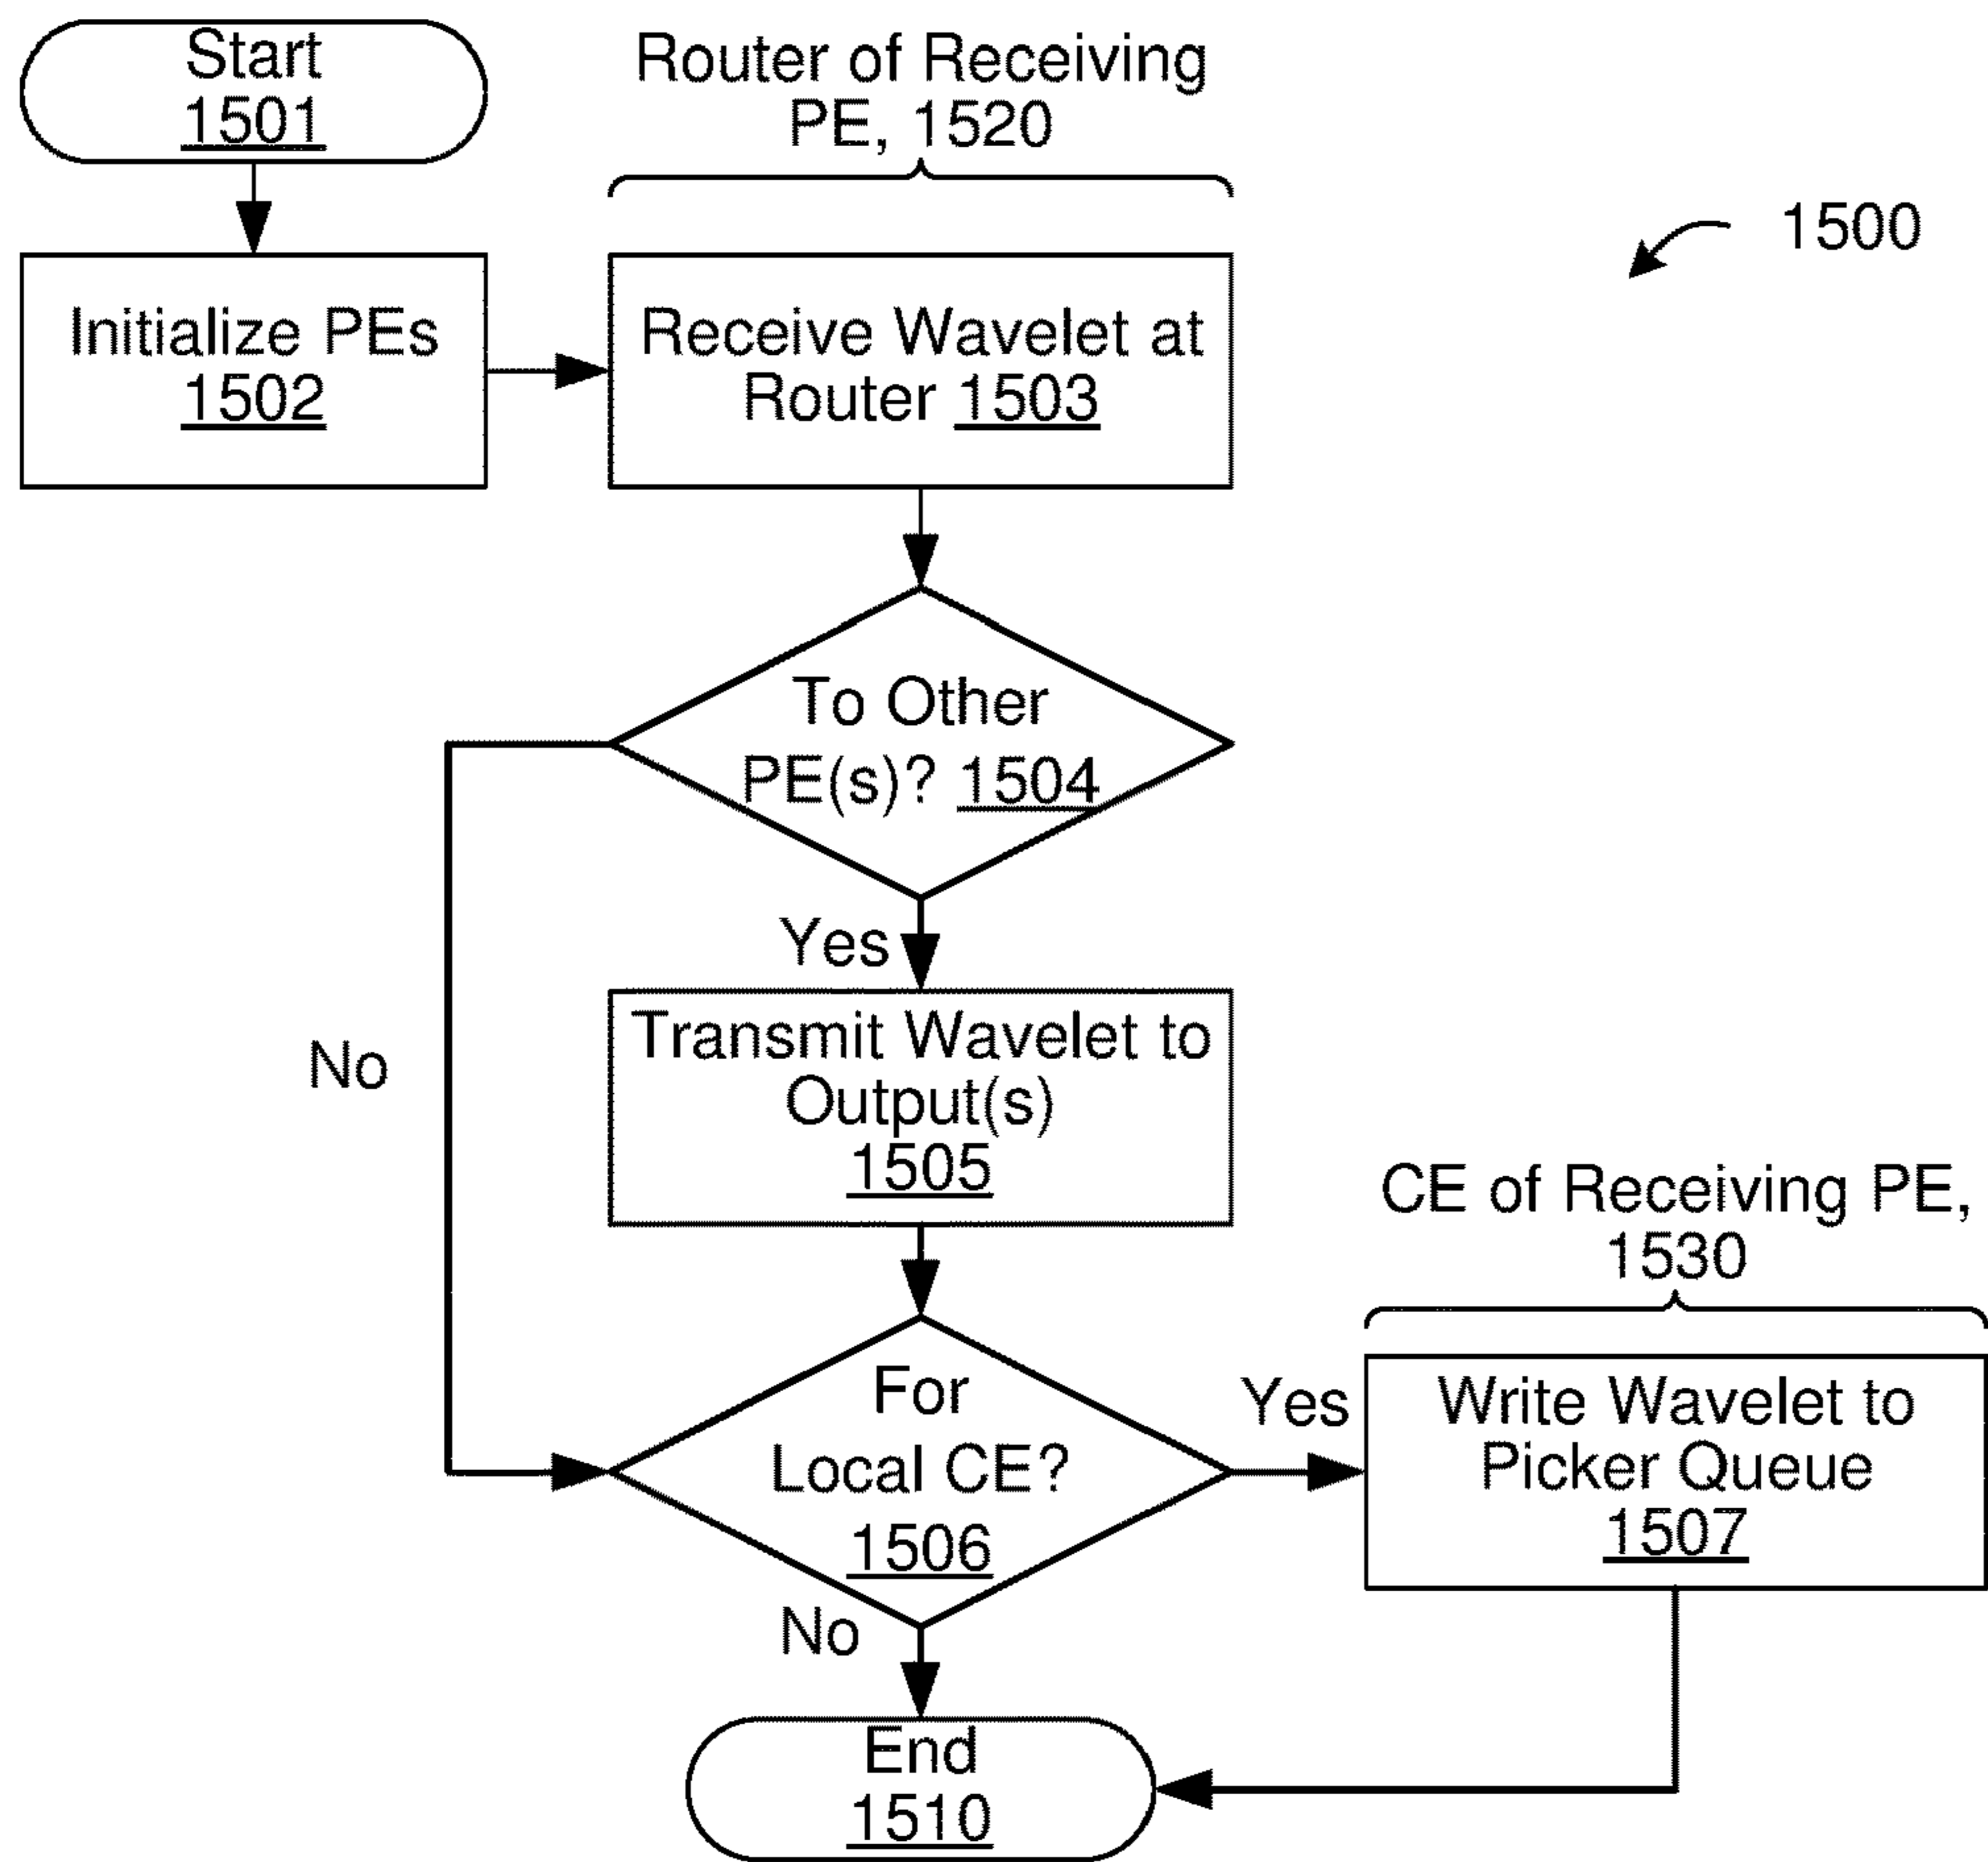 Start
1501
Router of Receiving
PE, 1520
1500
Initialize PEs
1502
Receive Wavelet at
Router 1503
To Other
PE(s)? 1504
Yes
No
Transmit Wavelet to
Output(s)
1505
CE of Receiving PE,
1530
For
Local CE?
1506
Yes
Write Wavelet to
Picker Queue
1507
No
End
1510